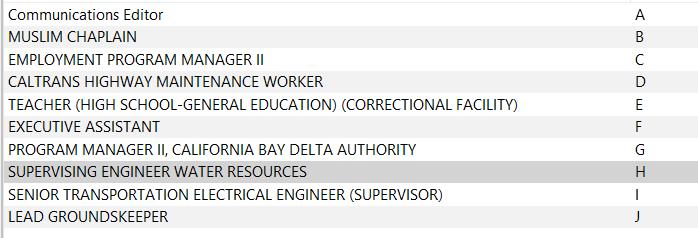 Communications Editor A
MUSLIM CHAPLAIN B
EMPLOYMENT PROGRAM MANAGER II C
CALTRANS HIGHWAY MAINTENANCE WORKER D
TEACHER (HIGH SCHOOL-GENERAL EDUCATION) (CORRECTIONAL FACILITY) E
EXECUTIVE ASSISTANT F
PROGRAM MANAGER II, CALIFORNIA BAY DELTA AUTHORITY G
SUPERVISING ENGINEER WATER RESOURCES H
SENIOR TRANSPORTATION ELECTRICAL ENGINEER (SUPERVISOR) I
LEAD GROUNDSKEEPER J